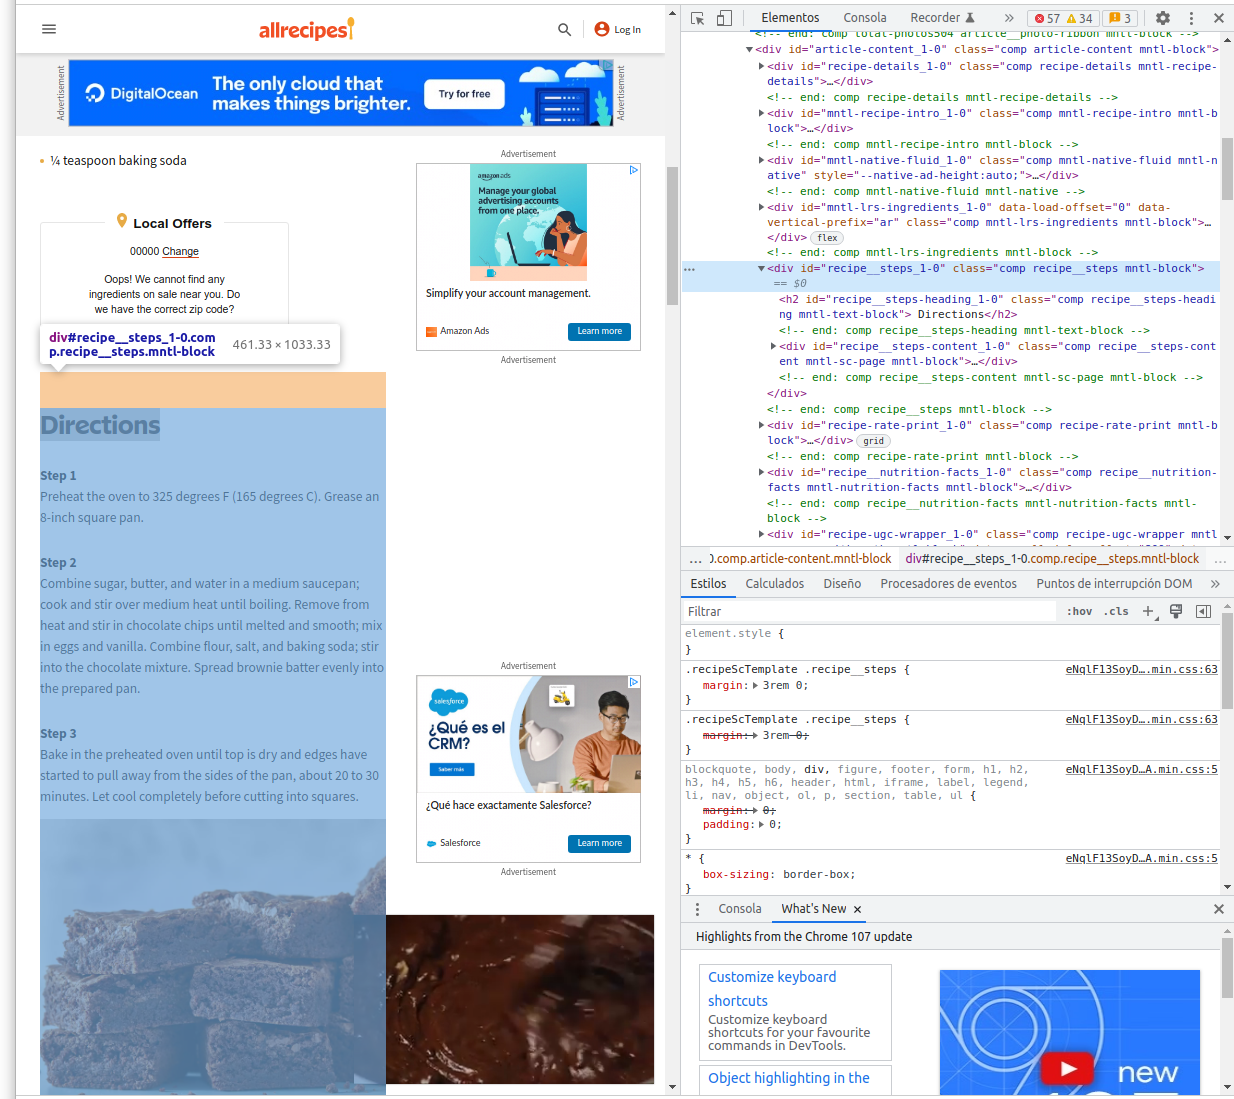 allrecipes
Log In
Advertisement
DigitalOcean
The only cloud that
makes things brighter.
Try for free
Advertisement
¼ teaspoon baking soda
Local Offers
00000 Change
Oops! We cannot find any
ingredients on sale near you. Do
we have the correct zip code?
div#recipe__steps_1-0.com
p.recipe__steps.mntl-block
461.33 × 1033.33
Directions
Step 1
Preheat the oven to 325 degrees F (165 degrees C). Grease an
8-inch square pan.
Step 2
Combine sugar, butter, and water in a medium saucepan;
cook and stir over medium heat until boiling. Remove from
heat and stir in chocolate chips until melted and smooth; mix
in eggs and vanilla. Combine flour, salt, and baking soda; stir
into the chocolate mixture. Spread brownie batter evenly into
the prepared pan.
Step 3
Bake in the preheated oven until top is dry and edges have
started to pull away from the sides of the pan, about 20 to 30
minutes. Let cool completely before cutting into squares.
Advertisement
amazon ads
Manage your global
advertising accounts
from one place.
Simplify your account management.
Amazon Ads
Learn more
Advertisement
Advertisement
salesforce
¿Qué es el
CRM?
Saber más
¿Qué hace exactamente Salesforce?
Salesforce
Learn more
Advertisement
Elementos
Consola
Recorder
57
34
3
<!-- end: comp total-photos504 article__photo-ribbon mntl-block -->
<div id="article-content_1-0" class="comp article-content mntl-block">
<div id="recipe-details_1-0" class="comp recipe-details mntl-recipe-
details">…</div>
<!-- end: comp recipe-details mntl-recipe-details -->
<div id="mntl-recipe-intro_1-0" class="comp mntl-recipe-intro mntl-b
lock">…</div>
<!-- end: comp mntl-recipe-intro mntl-block -->
<div id="mntl-native-fluid_1-0" class="comp mntl-native-fluid mntl-n
ative" style="--native-ad-height:auto;">…</div>
<!-- end: comp mntl-native-fluid mntl-native -->
<div id="mntl-lrs-ingredients_1-0" data-load-offset="0" data-
vertical-prefix="ar" class="comp mntl-lrs-ingredients mntl-block">…
</div> flex
<!-- end: comp mntl-lrs-ingredients mntl-block -->
<div id="recipe__steps_1-0" class="comp recipe__steps mntl-block">
== $0
<h2 id="recipe__steps-heading_1-0" class="comp recipe__steps-headi
ng mntl-text-block"> Directions</h2>
<!-- end: comp recipe__steps-heading mntl-text-block -->
<div id="recipe__steps-content_1-0" class="comp recipe__steps-cont
ent mntl-sc-page mntl-block">…</div>
<!-- end: comp recipe__steps-content mntl-sc-page mntl-block -->
</div>
<!-- end: comp recipe__steps mntl-block -->
<div id="recipe-rate-print_1-0" class="comp recipe-rate-print mntl-b
lock">…</div> grid
<!-- end: comp recipe-rate-print mntl-block -->
<div id="recipe__nutrition-facts_1-0" class="comp recipe__nutrition-
facts mntl-nutrition-facts mntl-block">…</div>
<!-- end: comp recipe__nutrition-facts mntl-nutrition-facts mntl-
block -->
<div id="recipe-ugc-wrapper_1-0" class="comp recipe-ugc-wrapper mntl
… 0.comp.article-content.mntl-block div#recipe__steps_1-0.comp.recipe__steps.mntl-block …
Estilos
Calculados
Diseño
Procesadores de eventos
Puntos de interrupción DOM
Filtrar
:hov
.cls
element.style {
}
.recipeScTemplate .recipe__steps {
eNqlF13SoyD….min.css:63
margin: 3rem 0;
}
.recipeScTemplate .recipe__steps {
eNqlF13SoyD….min.css:63
margin: 3rem 0;
}
blockquote, body, div, figure, footer, form, h1, h2,
eNqlF13SoyD…A.min.css:5
h3, h4, h5, h6, header, html, iframe, label, legend,
li, nav, object, ol, p, section, table, ul {
margin: 0;
padding: 0;
}
* {
eNqlF13SoyD…A.min.css:5
box-sizing: border-box;
}
Consola
What's New
Highlights from the Chrome 107 update
Customize keyboard
shortcuts
Customize keyboard
shortcuts for your favourite
commands in DevTools.
Object highlighting in the
new